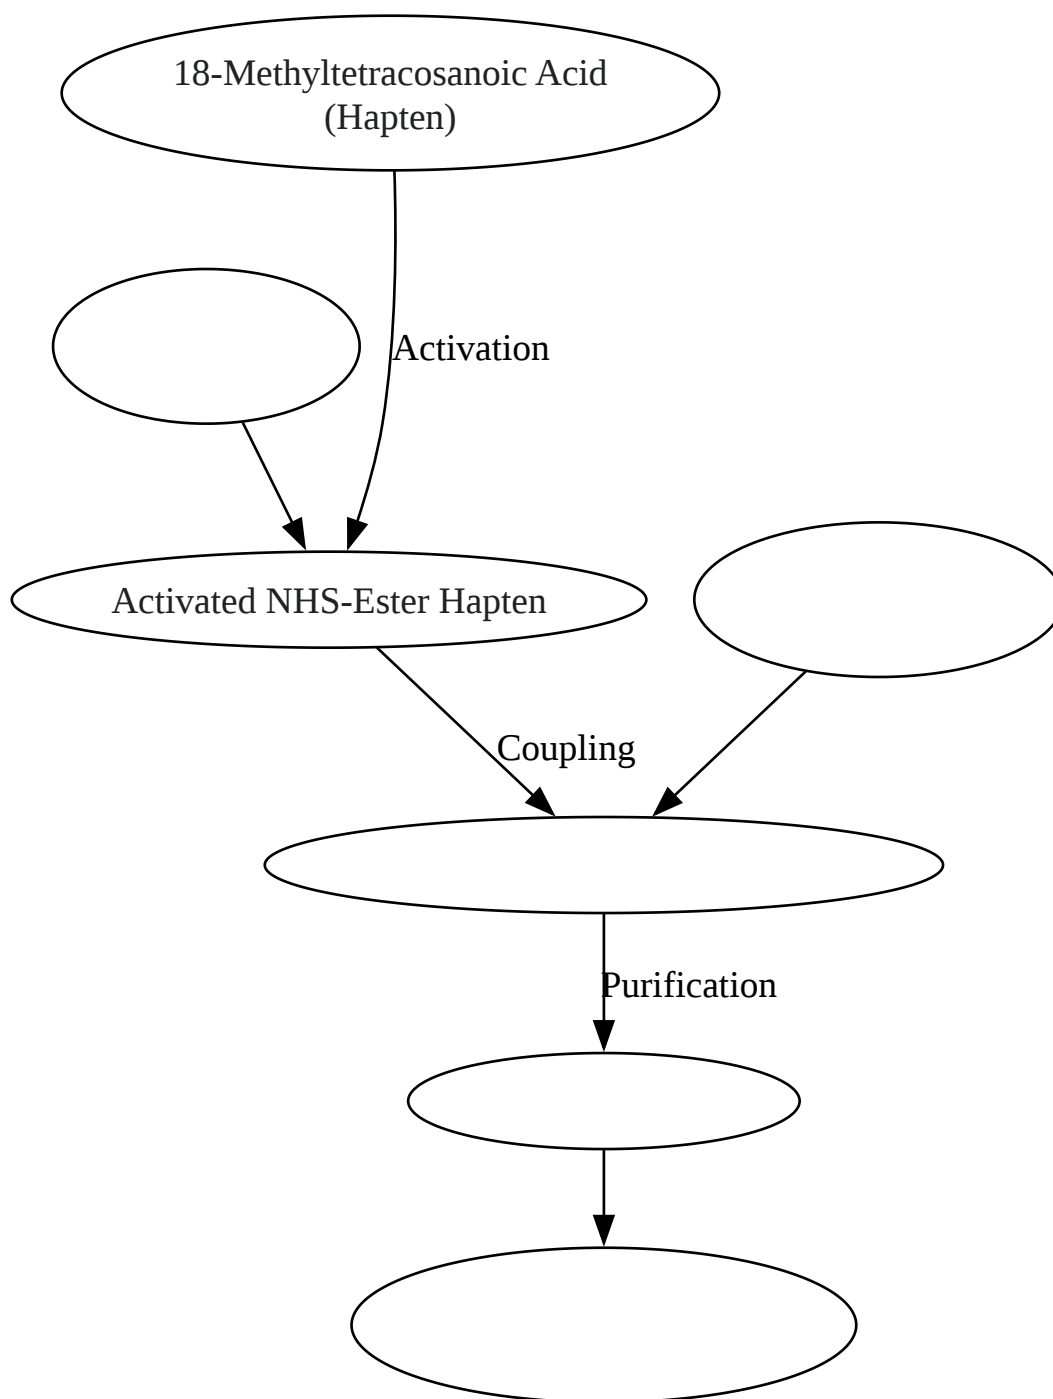 18-Methyltetracosanoic Acid
(Hapten)
Activation
Activated NHS-Ester Hapten
Coupling
Purification